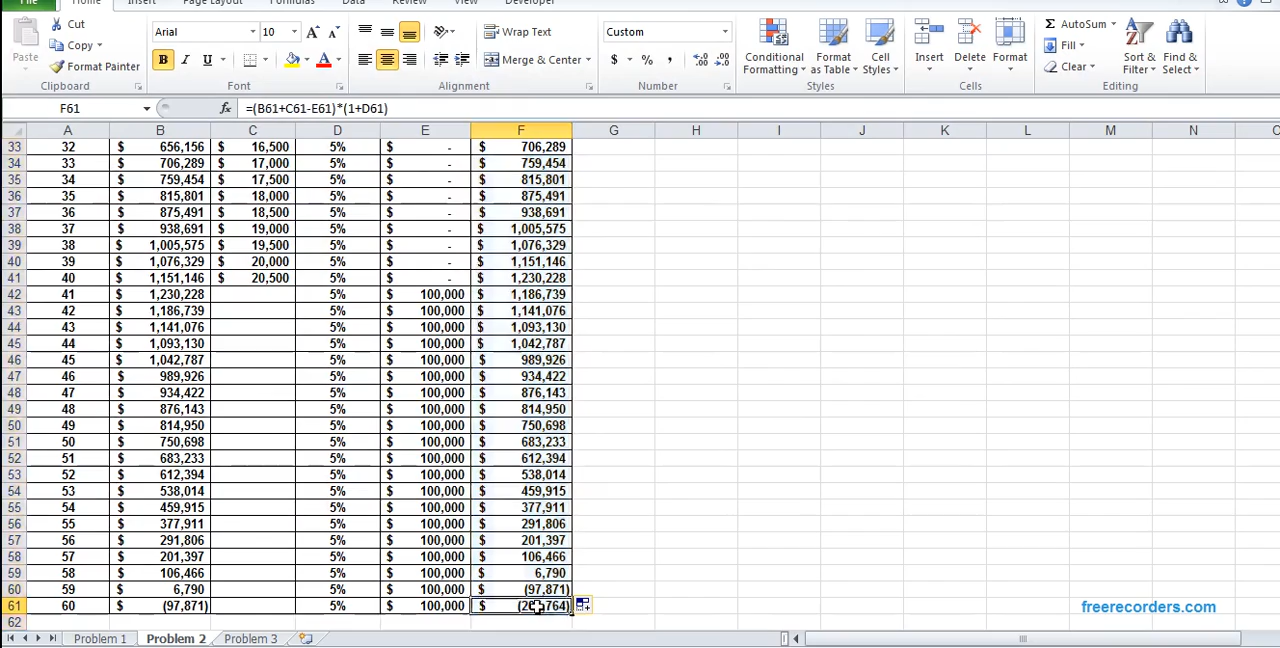 File Home Insert Page Layout Formulas Data Review View Developer
Cut Arial 10 Wrap Text Custom AutoSum
Copy Fill
Paste Format Painter B I U A Merge & Center $ % , Conditional Formatting Format as Table Cell Styles Insert Delete Format Clear Sort & Filter Find & Select
Clipboard Font Alignment Number Styles Cells Editing
F61 fx =(B61+C61-E61)*(1+D61)
A B C D E F G H I J K L M N
33 32 $ 656,156 $ 16,500 5% $ - $ 706,289
34 33 $ 706,289 $ 17,000 5% $ - $ 759,454
35 34 $ 759,454 $ 17,500 5% $ - $ 815,801
36 35 $ 815,801 $ 18,000 5% $ - $ 875,491
37 36 $ 875,491 $ 18,500 5% $ - $ 938,691
38 37 $ 938,691 $ 19,000 5% $ - $ 1,005,575
39 38 $ 1,005,575 $ 19,500 5% $ - $ 1,076,329
40 39 $ 1,076,329 $ 20,000 5% $ - $ 1,151,146
41 40 $ 1,151,146 $ 20,500 5% $ - $ 1,230,228
42 41 $ 1,230,228 5% $ 100,000 $ 1,186,739
43 42 $ 1,186,739 5% $ 100,000 $ 1,141,076
44 43 $ 1,141,076 5% $ 100,000 $ 1,093,130
45 44 $ 1,093,130 5% $ 100,000 $ 1,042,787
46 45 $ 1,042,787 5% $ 100,000 $ 989,926
47 46 $ 989,926 5% $ 100,000 $ 934,422
48 47 $ 934,422 5% $ 100,000 $ 876,143
49 48 $ 876,143 5% $ 100,000 $ 814,950
50 49 $ 814,950 5% $ 100,000 $ 750,698
51 50 $ 750,698 5% $ 100,000 $ 683,233
52 51 $ 683,233 5% $ 100,000 $ 612,394
53 52 $ 612,394 5% $ 100,000 $ 538,014
54 53 $ 538,014 5% $ 100,000 $ 459,915
55 54 $ 459,915 5% $ 100,000 $ 377,911
56 55 $ 377,911 5% $ 100,000 $ 291,806
57 56 $ 291,806 5% $ 100,000 $ 201,397
58 57 $ 201,397 5% $ 100,000 $ 106,466
59 58 $ 106,466 5% $ 100,000 $ 6,790
60 59 $ 6,790 5% $ 100,000 $ (97,871)
61 60 $ (97,871) 5% $ 100,000 $
62
freerecorders.com
Problem 1 Problem 2 Problem 3